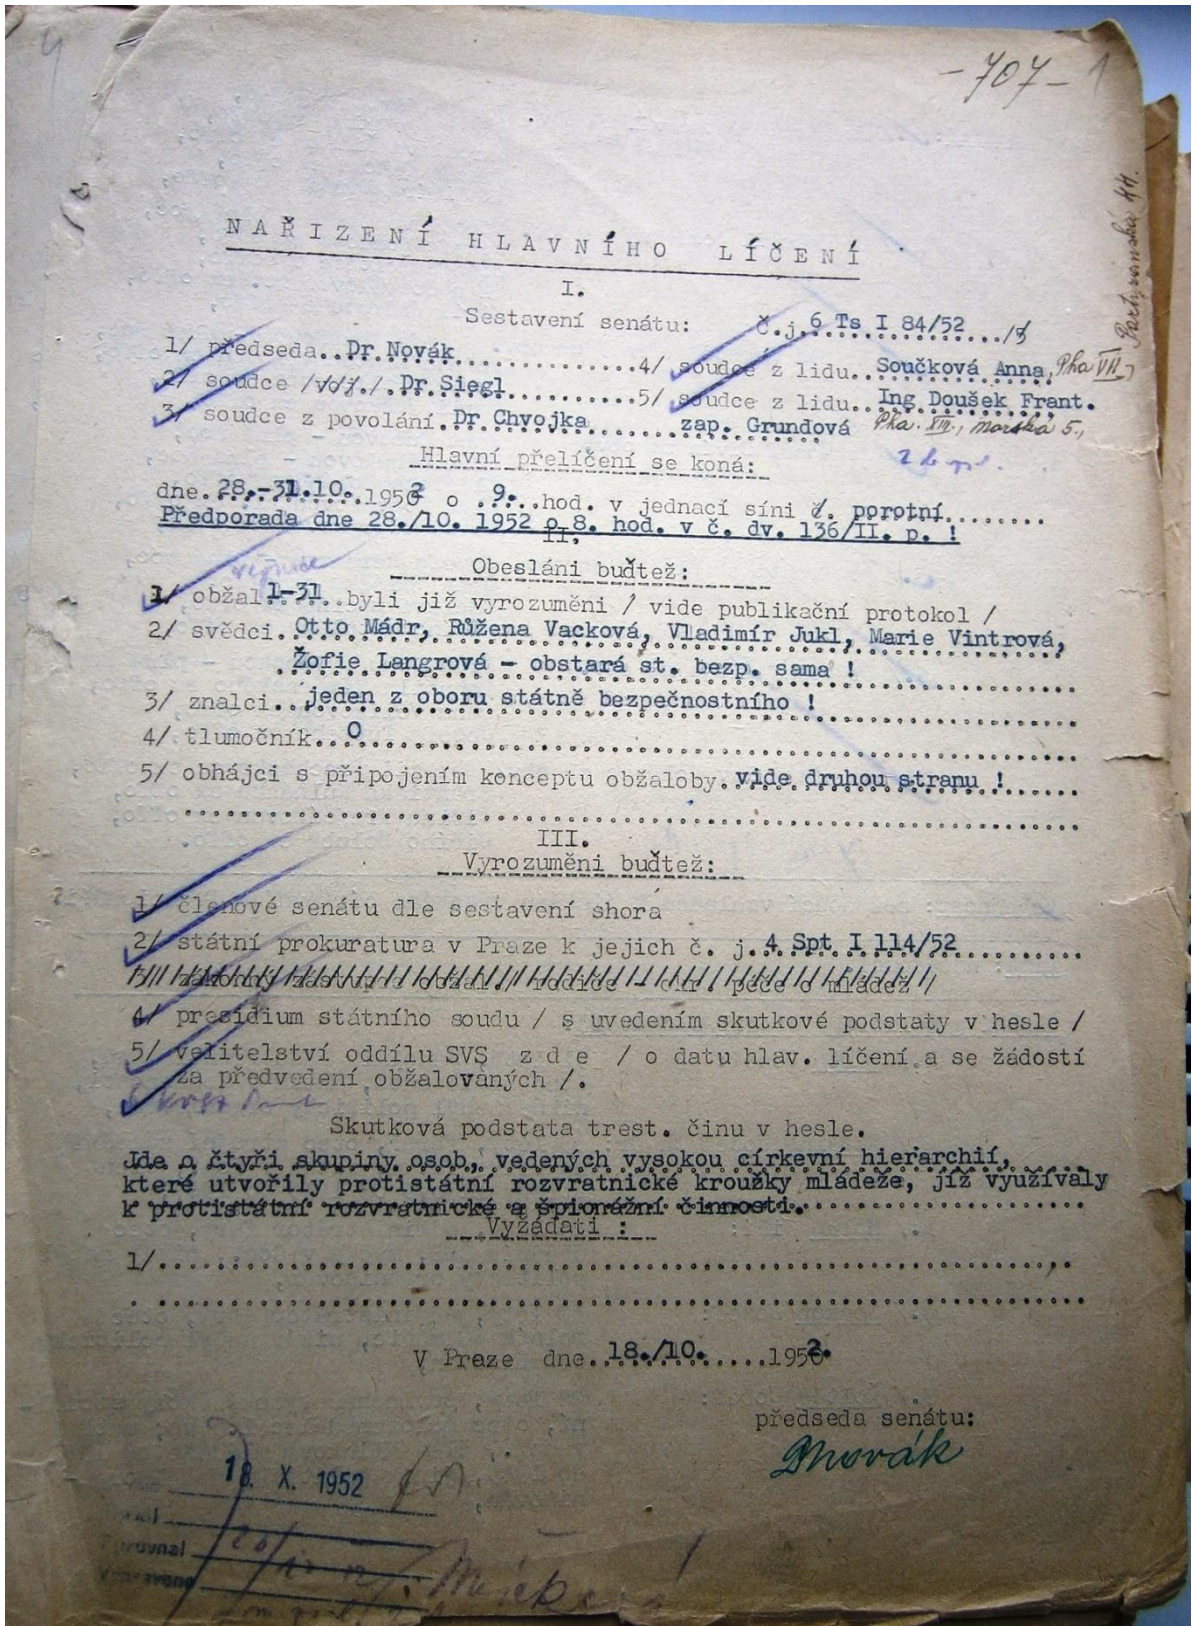 -707- 1
Partyzánská 44.
NAŘIZENÍ HLAVNÍHO LÍČENÍ
I.
Sestavení senátu: Č.j. 6 Ts I 84/52
1/ předseda..Dr.Novák 4/ soudce z lidu..Součková Anna, Pha VII.,
2/ soudce /voj./.Dr.Siegl 5/ soudce z lidu..Ing Doušek Frant.
3/ soudce z povolání.Dr.Chvojka zap. Grundová Pha. XIII., Norská 5.,
Hlavní přelíčení se koná:
dne.28.-31.10.1952 o .9...hod. v jednací síni č. porotní
Předporada dne 28./10. 1952 o 8. hod. v č. dv. 136/II. p. !
II.
Obesláni buďtež:
1/ obžal.1-31..byli již vyrozuměni / vide publikační protokol /
2/ svědci.Otto Mádr, Růžena Vacková, Vladimír Jukl, Marie Vintrová,
Žofie Langrová - obstará st. bezp. sama !
3/ znalci..jeden z oboru státně bezpečnostního !
4/ tlumočník..O
5/ obhájci s připojením konceptu obžaloby.vide druhou stranu !
III.
Vyrozuměni buďtež:
1/ členové senátu dle sestavení shora
2/ státní prokuratura v Praze k jejich č. j.4 Spt I 114/52
4/ presidium státního soudu / s uvedením skutkové podstaty v hesle /
5/ velitelství oddílu SVS z d e / o datu hlav. líčení a se žádostí
za předvedení obžalovaných /.
Skutková podstata trest. činu v hesle.
Jde o čtyři skupiny osob, vedených vysokou církevní hierarchií,
které utvořily protistátní rozvratnické kroužky mládeže, jíž využívaly
k protistátní rozvratnické a špionážní činnosti.
Vyžádati :
1/
V Praze dne..18./10.....1952.
předseda senátu:
DNovák
18. X. 1952